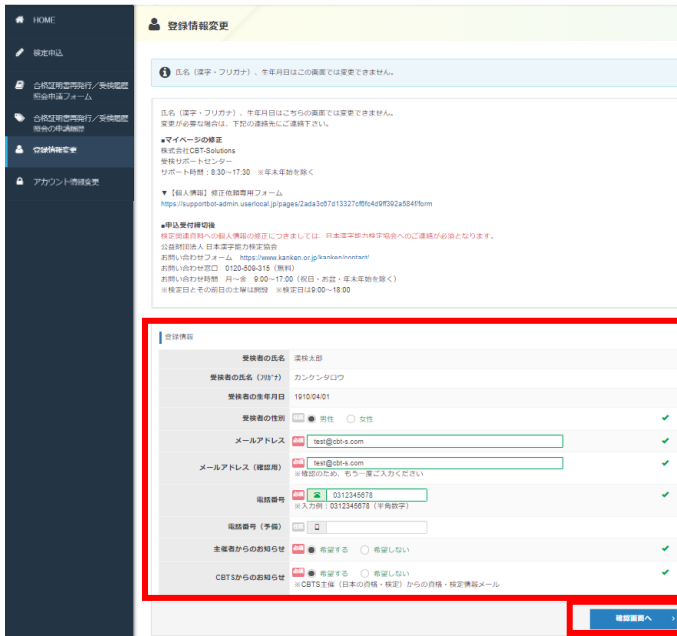 HOME
検定申込
合格証明書再発行／受検履歴
照会申請フォーム
合格証明書再発行／受検履歴
照会の申請履歴
登録情報変更
アカウント情報変更
登録情報変更
氏名（漢字・フリガナ）、生年月日はこの画面では変更できません。
氏名（漢字・フリガナ）、生年月日はこちらの画面では変更できません。
変更が必要な場合は、下記の連絡先にご連絡下さい。
■マイページの修正
株式会社CBT-Solutions
受検サポートセンター
サポート時間：8:30～17:30　※年末年始を除く
▼【個人情報】修正依頼専用フォーム
https://supportbot-admin.userlocal.jp/pages/2ada3c67d13327cf6fc4d9ff392a684f/form
■申込受付締切後
検定関連資料への個人情報の修正につきましては、日本漢字能力検定協会へのご連絡が必須となります。
公益財団法人 日本漢字能力検定協会
お問い合わせフォーム　https://www.kanken.or.jp/kanken/contact/
お問い合わせ窓口　0120-509-315（無料）
お問い合わせ時間　月～金　9:00～17:00（祝日・お盆・年末年始を除く）
※検定日とその前日の土曜は開設　※検定日は9:00～18:00
登録情報
受検者の氏名 漢検太郎
受検者の氏名（フリガナ） カンケンタロウ
受検者の生年月日 1910/04/01
受検者の性別 任意 男性 女性
メールアドレス 必須 test@cbt-s.com
メールアドレス（確認用） 必須 test@cbt-s.com
※確認のため、もう一度ご入力ください
電話番号 必須 0312345678
※入力例：0312345678（半角数字）
電話番号（予備） 任意
主催者からのお知らせ 必須 希望する 希望しない
CBTSからのお知らせ 必須 希望する 希望しない
※CBTS主催（日本の資格・検定）からの資格・検定情報メール
確認画面へ